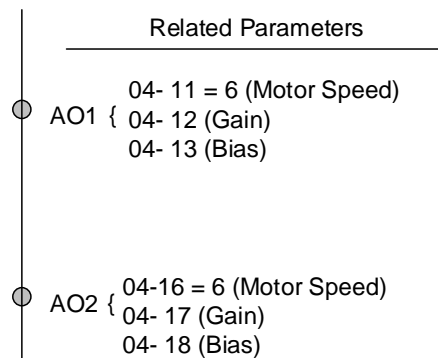 Related Parameters
04- 11 = 6 (Motor Speed)
AO1 { 04- 12 (Gain)
04- 13 (Bias)
04-16 = 6 (Motor Speed)
AO2 { 04- 17 (Gain)
04- 18 (Bias)